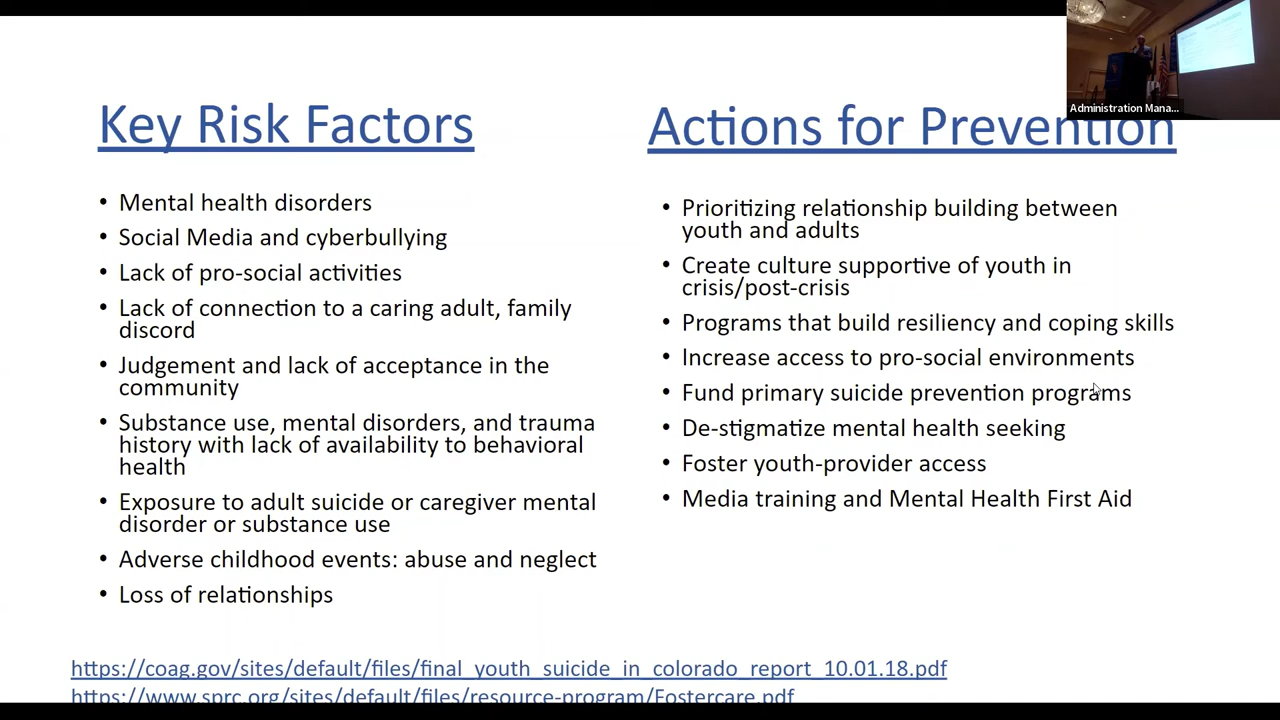 Administration Mana...
Key Risk Factors
• Mental health disorders
• Social Media and cyberbullying
• Lack of pro-social activities
• Lack of connection to a caring adult, family
discord
• Judgement and lack of acceptance in the
community
• Substance use, mental disorders, and trauma
history with lack of availability to behavioral
health
• Exposure to adult suicide or caregiver mental
disorder or substance use
• Adverse childhood events: abuse and neglect
• Loss of relationships
Actions for Prevention
• Prioritizing relationship building between
youth and adults
• Create culture supportive of youth in
crisis/post-crisis
• Programs that build resiliency and coping skills
• Increase access to pro-social environments
• Fund primary suicide prevention programs
• De-stigmatize mental health seeking
• Foster youth-provider access
• Media training and Mental Health First Aid
https://coag.gov/sites/default/files/final_youth_suicide_in_colorado_report_10.01.18.pdf
https://www.sprc.org/sites/default/files/resource-program/Fostercare.pdf